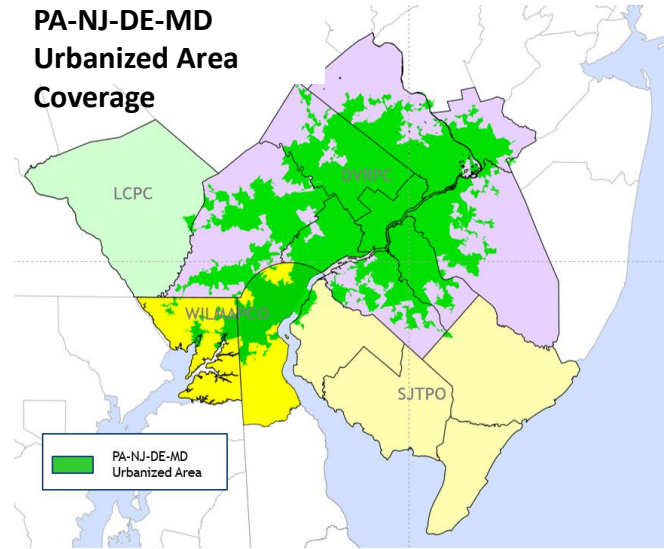 PA-NJ-DE-MD
Urbanized Area
Coverage
LCPC
DVRPC
WILMAPCO
SJTPO
PA-NJ-DE-MD
Urbanized Area